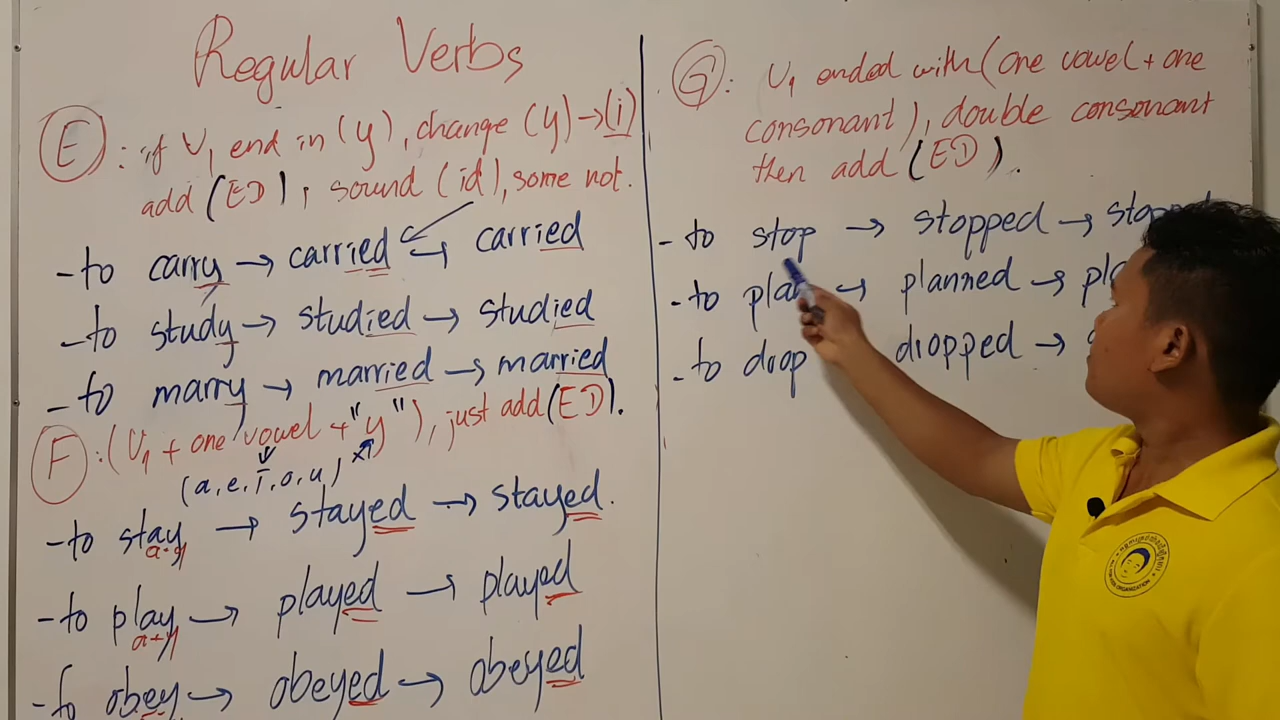 Regular Verbs
E : if V1 end in (y), change (y) → (i)
add (ED), sound (id), some not.
- to carry → carried → carried
- to study → studied → studied
- to marry → married → married
F : (V1 + one vowel + "y"), just add (ED).
(a, e, i, o, u)
- to stay → stayed → stayed.
a+y
- to play → played → played
a+y
- to obey → obeyed → obeyed
G : V1 ended with (one vowel + one
consonant), double consonant
then add (ED).
- to stop → stopped → stopped
- to plan → planned →
- to drop dropped →